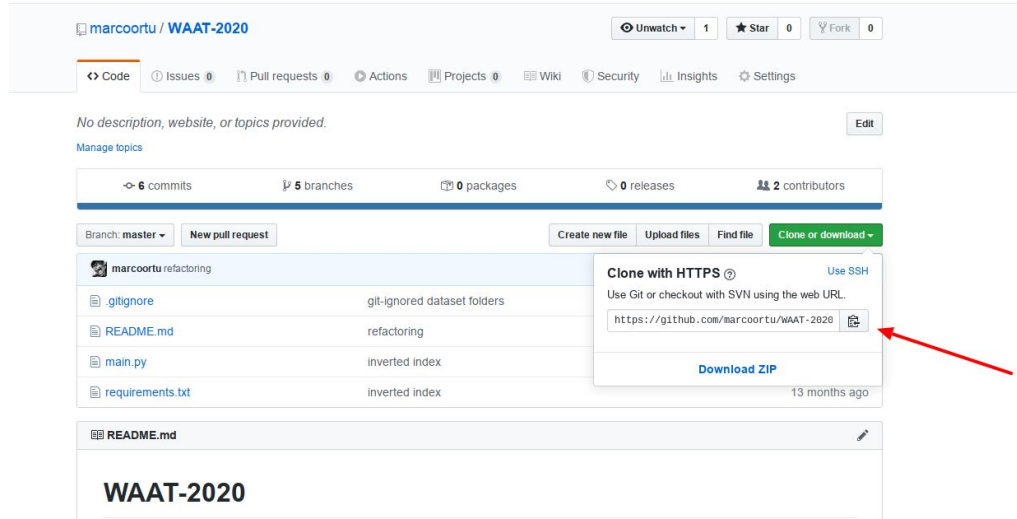 marcoortu / WAAT-2020
Unwatch 1 Star 0 Fork 0
Code Issues 0 Pull requests 0 Actions Projects 0 Wiki Security Insights Settings
No description, website, or topics provided.
Edit
Manage topics
6 commits 5 branches 0 packages 0 releases 2 contributors
Branch: master New pull request Create new file Upload files Find file Clone or download
marcoortu refactoring
.gitignore git-ignored dataset folders
README.md refactoring
main.py inverted index
requirements.txt inverted index 13 months ago
Clone with HTTPS ? Use SSH
Use Git or checkout with SVN using the web URL.
https://github.com/marcoortu/WAAT-2020
Download ZIP
README.md
WAAT-2020